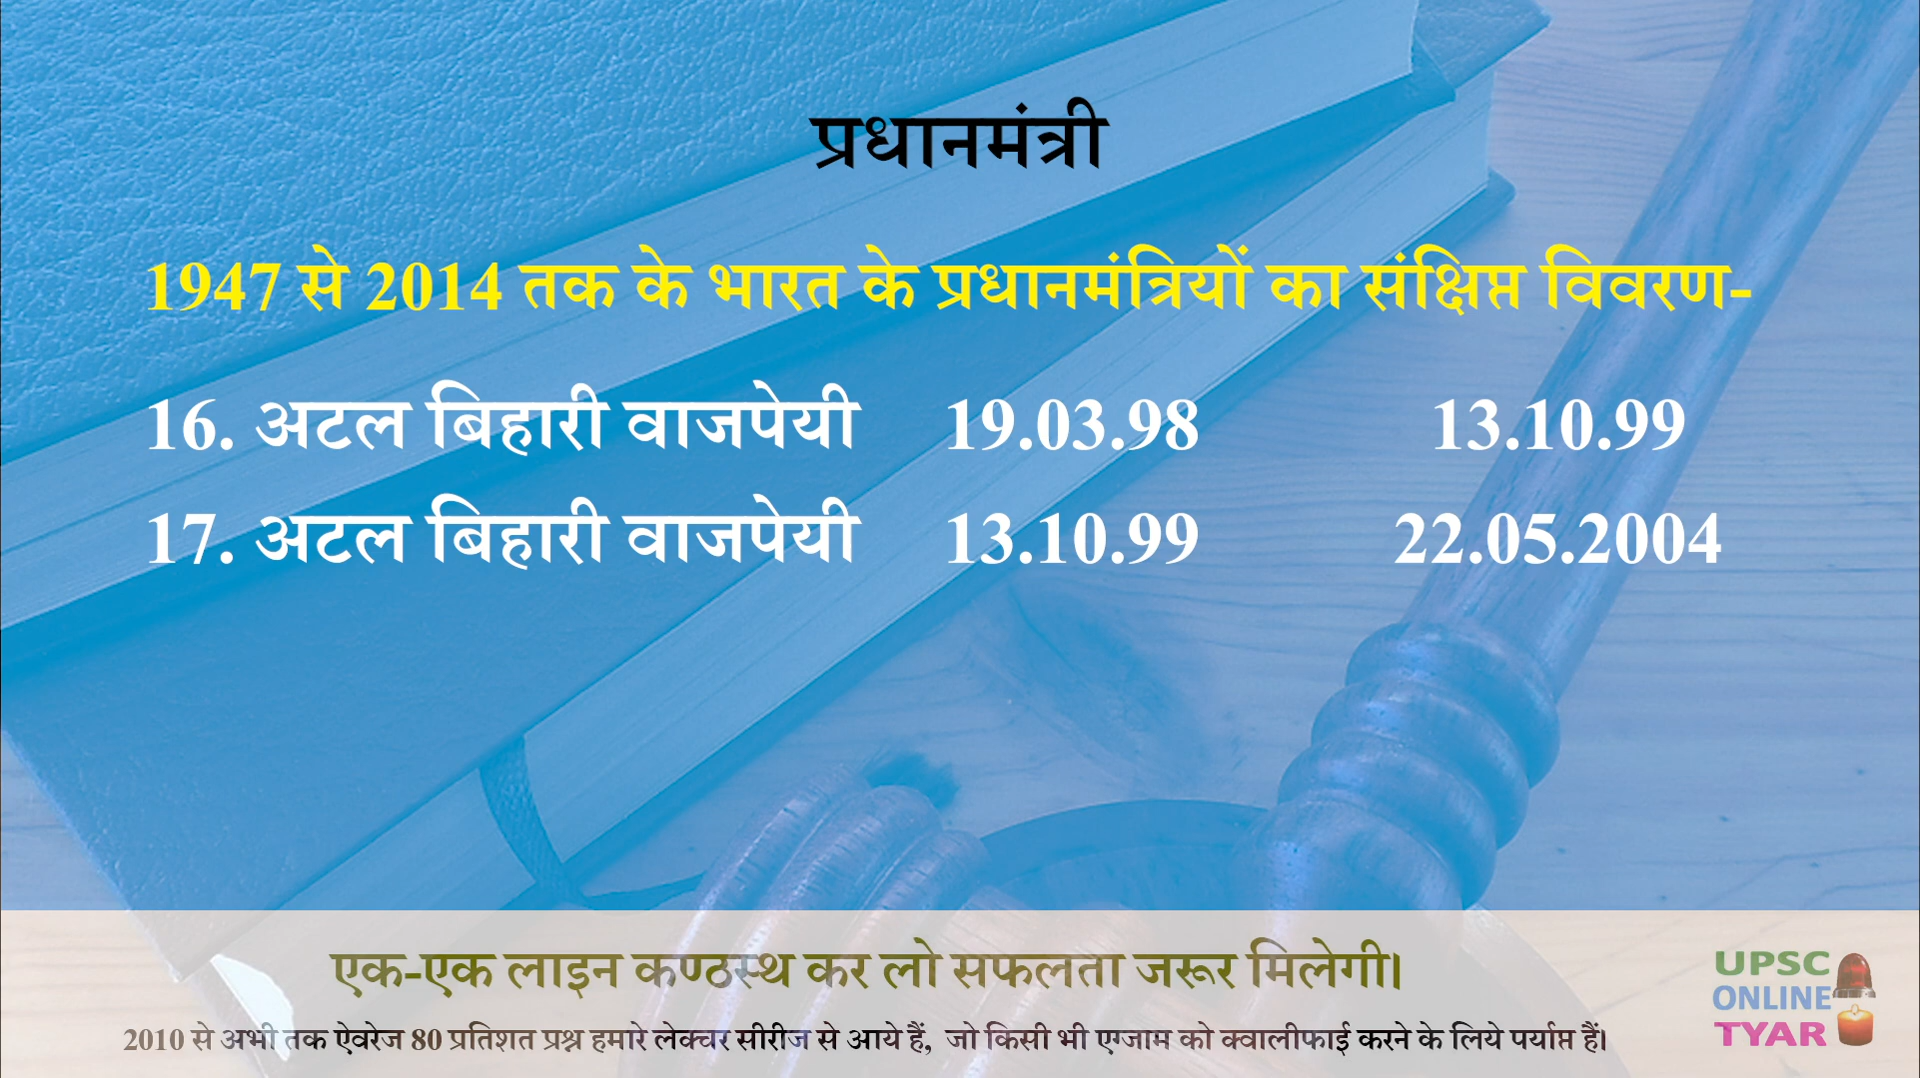 प्रधानमंत्री
1947 से 2014 तक के भारत के प्रधानमंत्रियों का संक्षिप्त विवरण-
16. अटल बिहारी वाजपेयी 19.03.98 13.10.99
17. अटल बिहारी वाजपेयी 13.10.99 22.05.2004
एक-एक लाइन कण्ठस्थ कर लो सफलता जरूर मिलेगी।
2010 से अभी तक ऐवरेज 80 प्रतिशत प्रश्न हमारे लेक्चर सीरीज से आये हैं, जो किसी भी एग्जाम को क्वालीफाई करने के लिये पर्याप्त हैं।
UPSC
ONLINE
TYAR